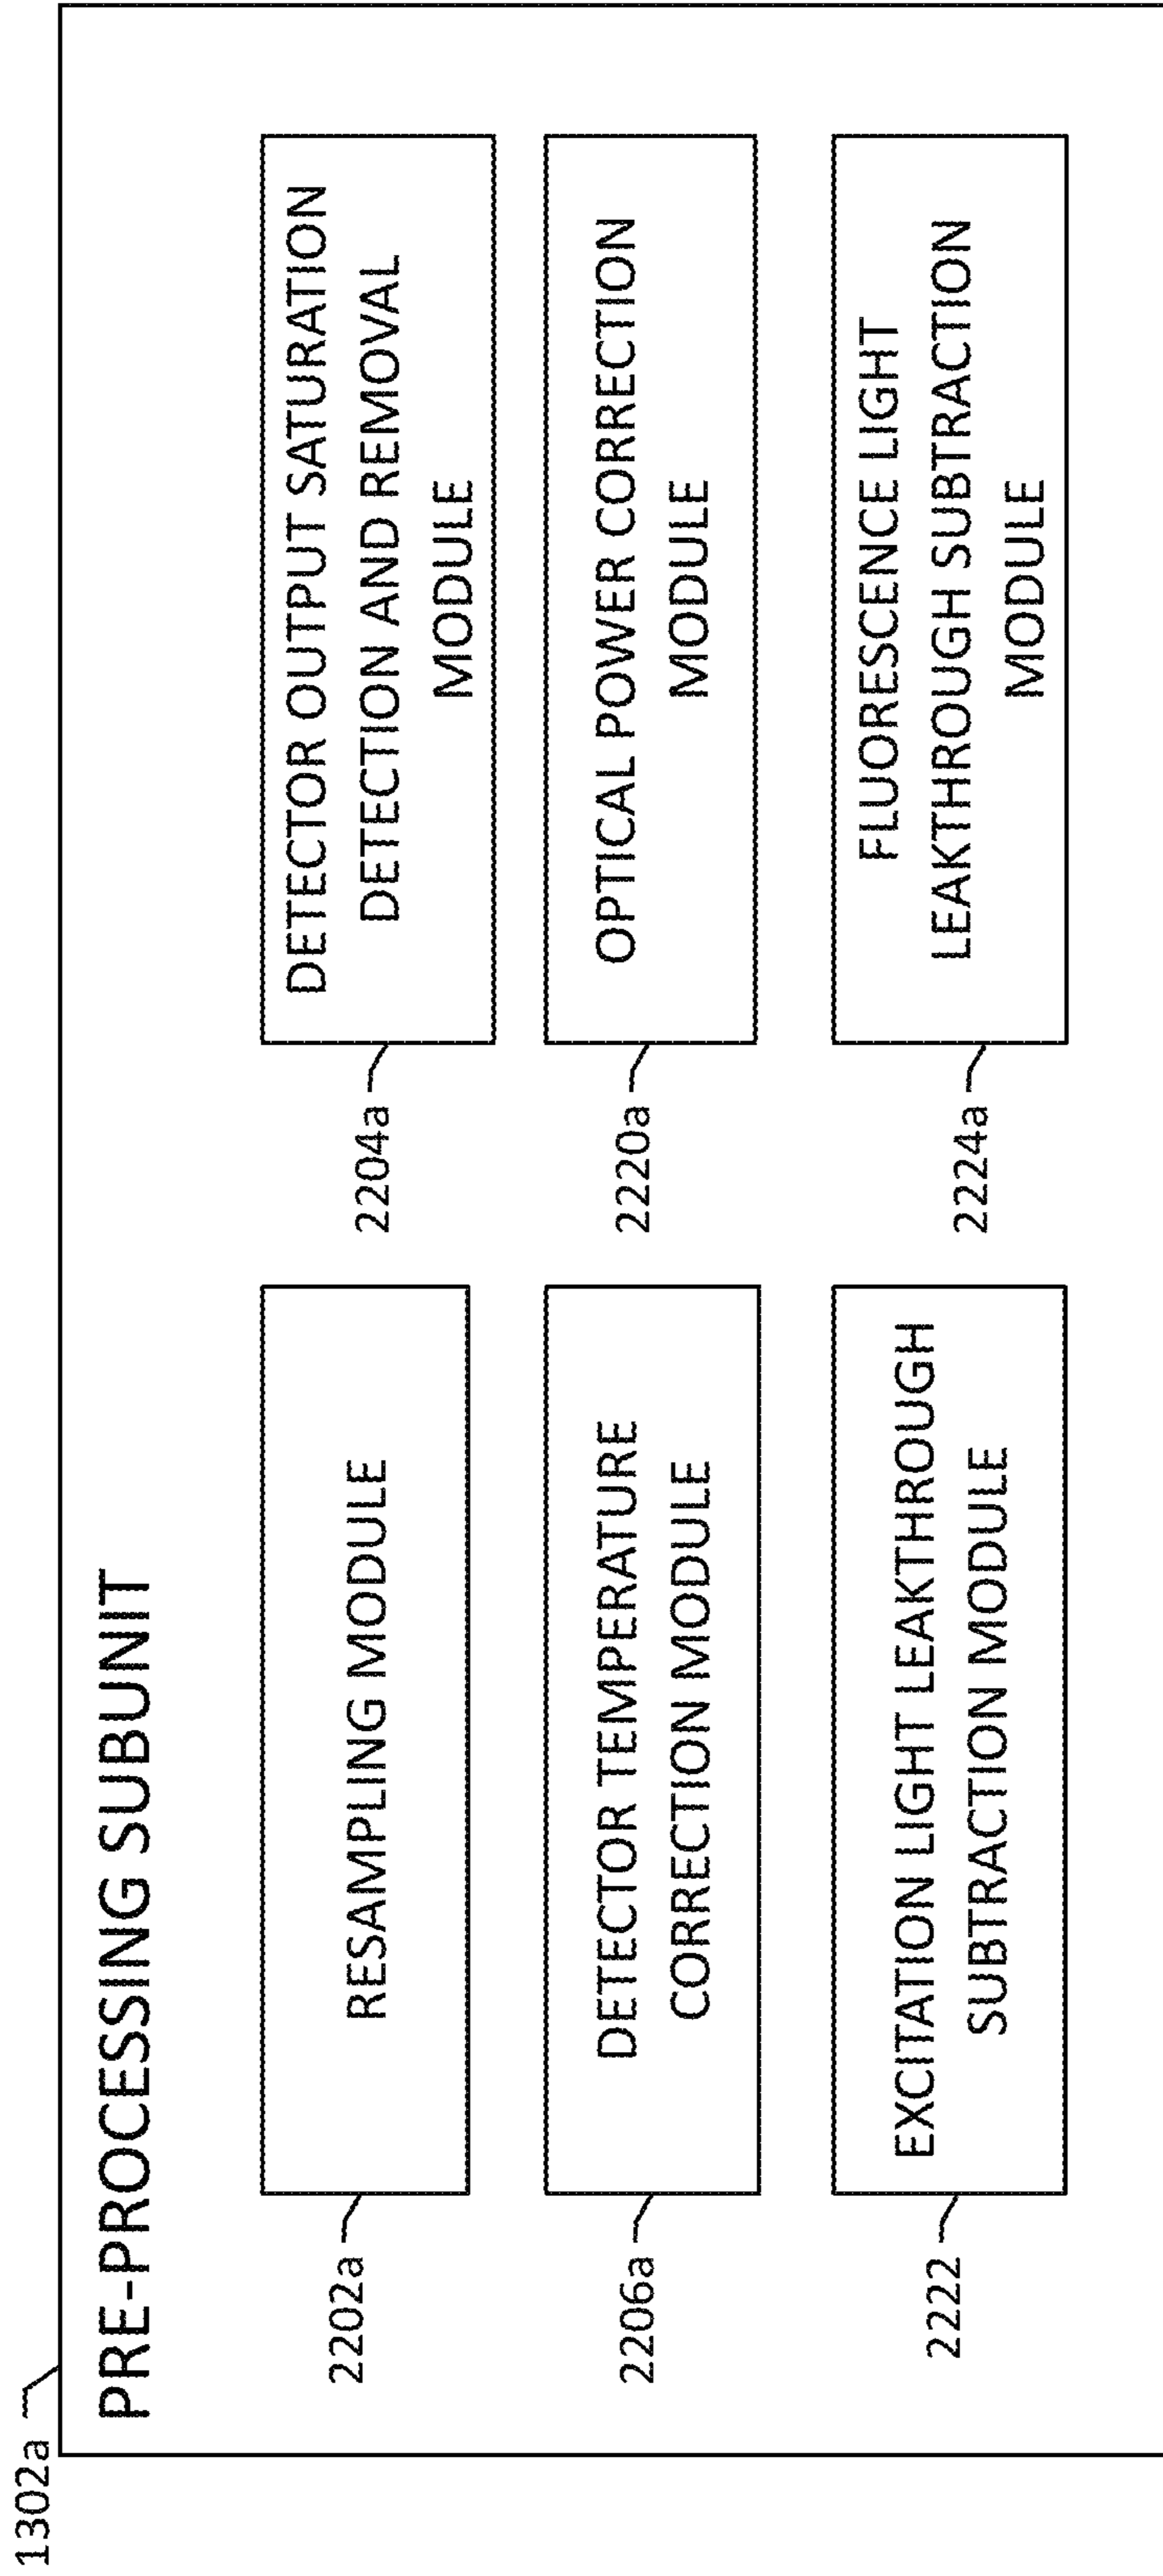 1302a
PRE-PROCESSING SUBUNIT
2202a
RESAMPLING MODULE
2204a
DETECTOR OUTPUT SATURATION
DETECTION AND REMOVAL
MODULE
2206a
DETECTOR TEMPERATURE
CORRECTION MODULE
2220a
OPTICAL POWER CORRECTION
MODULE
2222
EXCITATION LIGHT LEAKTHROUGH
SUBTRACTION MODULE
2224a
FLUORESCENCE LIGHT
LEAKTHROUGH SUBTRACTION
MODULE